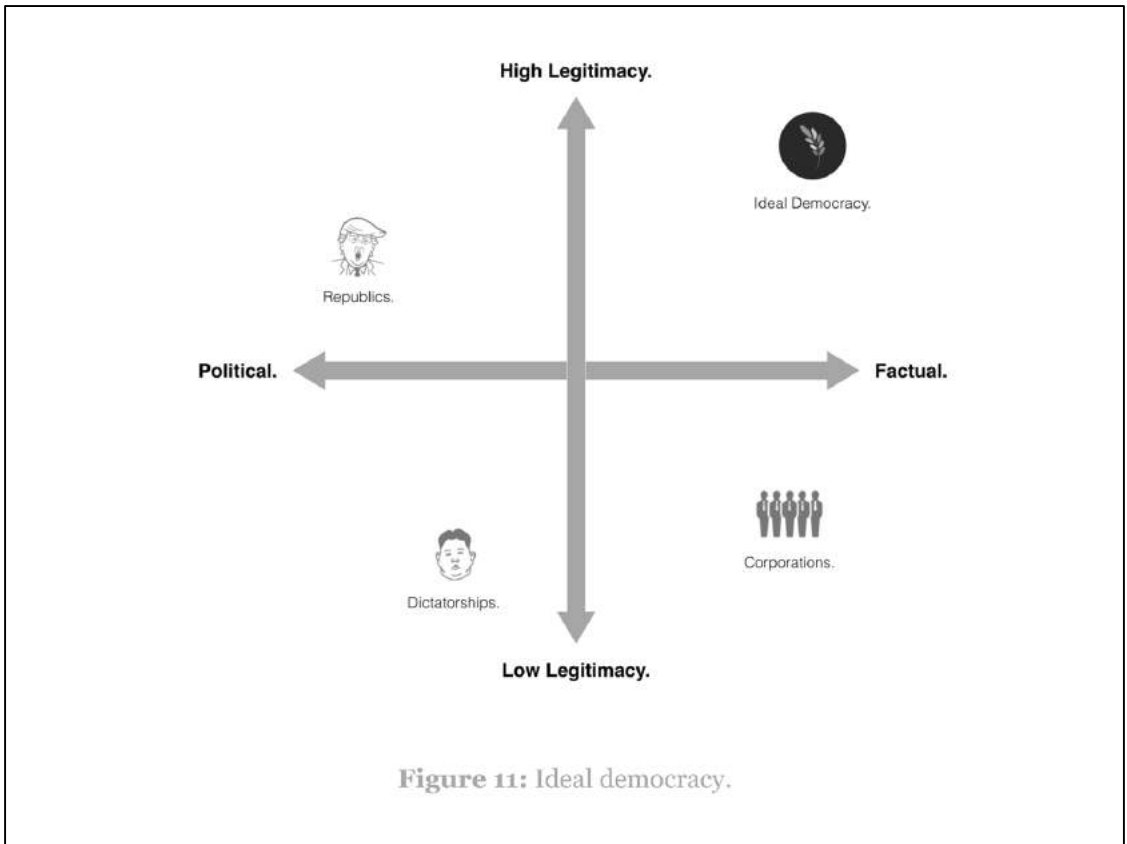 High Legitimacy.
Ideal Democracy.
Republics.
Political.
Factual.
Corporations.
Dictatorships.
Low Legitimacy.
Figure 11: Ideal democracy.